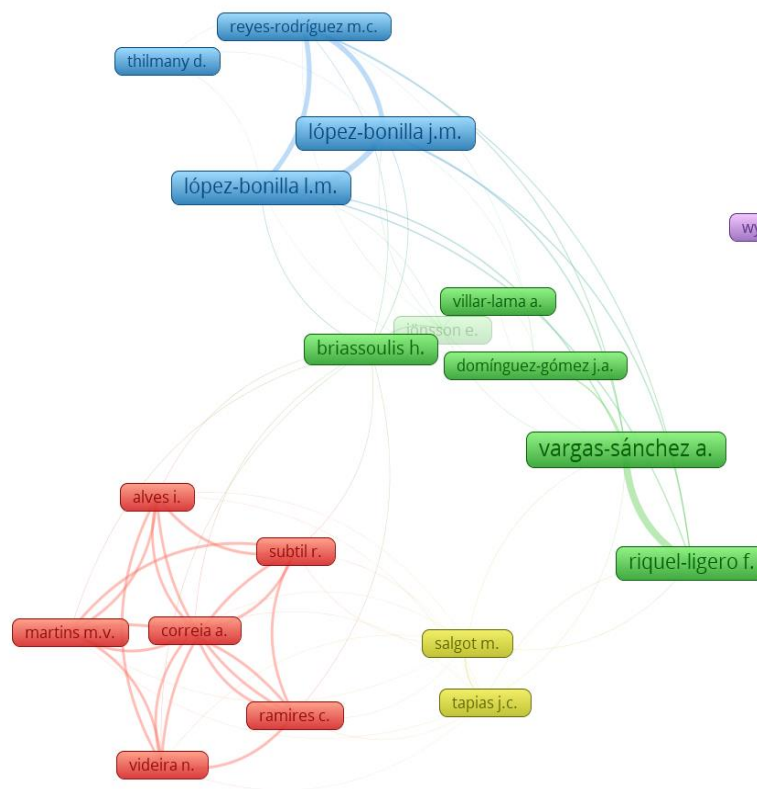 reyes-rodríguez m.c.
thilmany d.
lópez-bonilla j.m.
lópez-bonilla l.m.
wy
villar-lama a.
jönsson e.
briassoulis h.
domínguez-gómez j.a.
vargas-sánchez a.
alves i.
subtil r.
riquel-ligero f.
martins m.v.
correia a.
salgot m.
tapias j.c.
ramires c.
videira n.